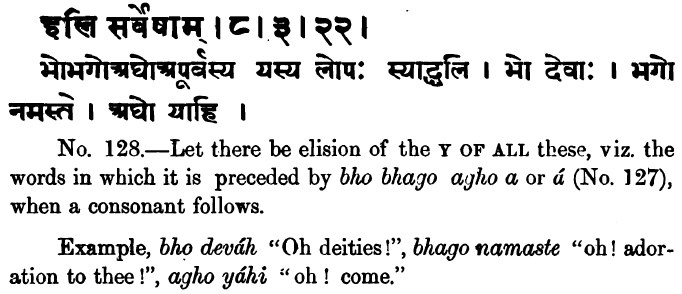 हलि सर्वेषाम् । ८ । ३ । २२ ।
भोभगोअघोअपूर्वस्य यस्य लोपः स्याद्धलि । भो देवाः । भगो
नमस्ते । अघो याहि ।
No. 128.—Let there be elision of the Y OF ALL these, viz. the
words in which it is preceded by bho bhago agho a or á (No. 127),
when a consonant follows.
Example, bho deváh "Oh deities!", bhago namaste "oh! ador-
ation to thee!", agho yáhi "oh! come."